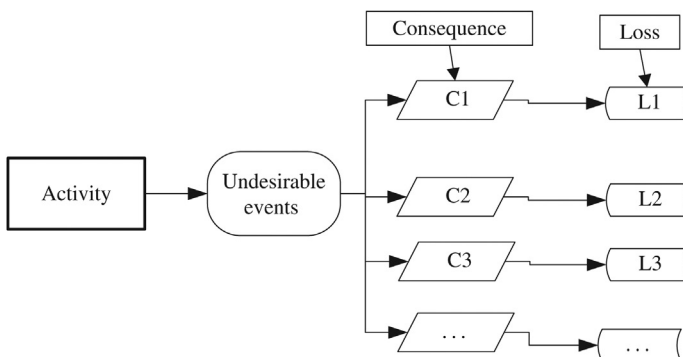 Consequence
Loss
C1
L1
Activity
Undesirable
events
C2
L2
C3
L3
...
...